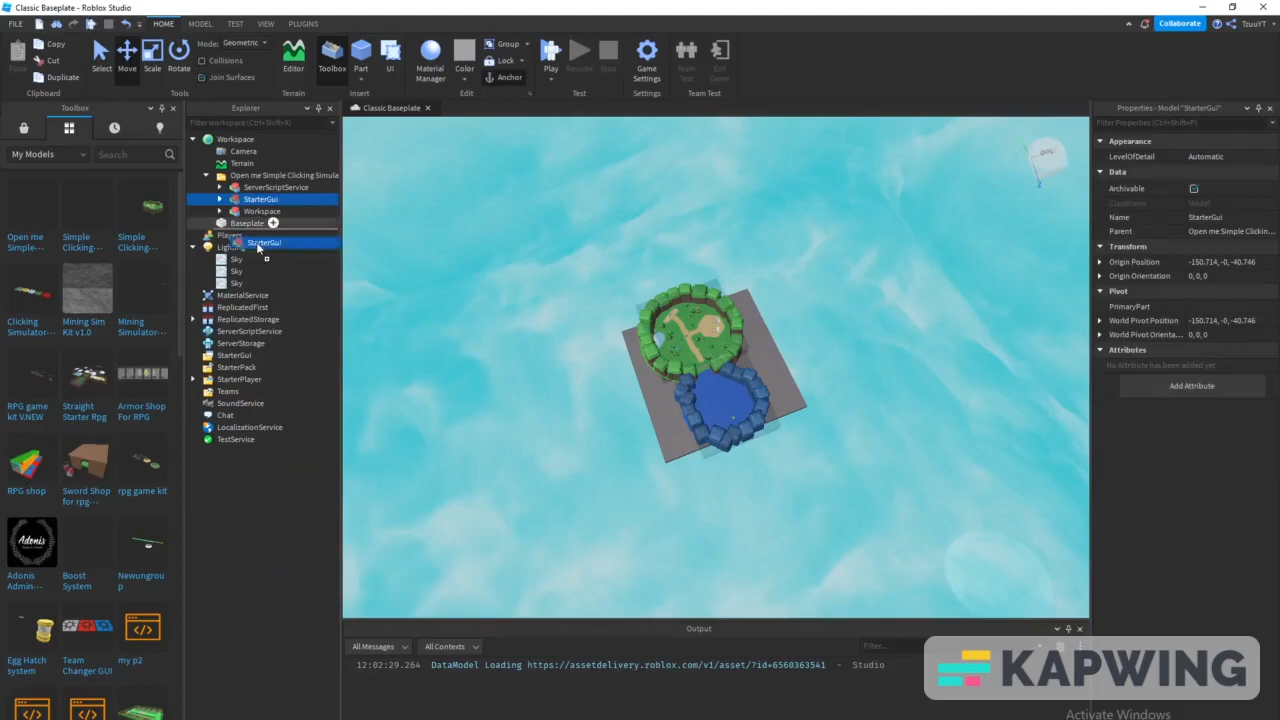 Classic Baseplate - Roblox Studio
FILE HOME MODEL TEST VIEW PLUGINS Collaborate TzuuYT
Copy
Cut
Duplicate
Paste
Clipboard
Select Move Scale Rotate
Mode: Geometric
Collisions
Join Surfaces
Tools
Editor
Terrain
Toolbox Part UI
Insert
Material Manager
Color
Group
Lock
Anchor
Edit
Play Resume Stop
Test
Game Settings
Settings
Team Test
Exit Game
Team Test
Toolbox
My Models Search
Open me Simple··· Simple Clicking··· Simple Clicking···
Clicking Simulator··· Mining Sim Kit v1.0 Mining Simulator···
RPG game kit V.NEW Straight Starter Rpg Armor Shop For RPG
RPG shop Sword Shop for rpg··· rpg game kit
Adonis
Adonis Admin··· Boost System Newungroup
Egg Hatch system Team Changer GUI my p2
Explorer
Filter workspace (Ctrl+Shift+X)
Workspace
Camera
Terrain
Open me Simple Clicking Simula
ServerScriptService
StarterGui
Workspace
Baseplate
Players
StarterGui
Sky
Sky
Sky
MaterialService
ReplicatedFirst
ReplicatedStorage
ServerScriptService
ServerStorage
StarterGui
StarterPack
StarterPlayer
Teams
SoundService
Chat
LocalizationService
TestService
Classic Baseplate
Properties - Model "StarterGui"
Filter Properties (Ctrl+Shift+P)
Appearance
LevelOfDetail Automatic
Data
Archivable
Classname Model
Name StarterGui
Parent Open me Simple Clickin...
Transform
Origin Position -150.714, -0, -40.746
Origin Orientation 0, 0, 0
Pivot
PrimaryPart
World Pivot Position -150.714, -0, -40.746
World Pivot Orienta... 0, 0, 0
Attributes
No Attribute has been added yet
Add Attribute
Output
All Messages All Contexts Filter...
12:02:29.264 DataModel Loading https://assetdelivery.roblox.com/v1/asset/?id=6560363541 - Studio
KAPWING
Activate Windows